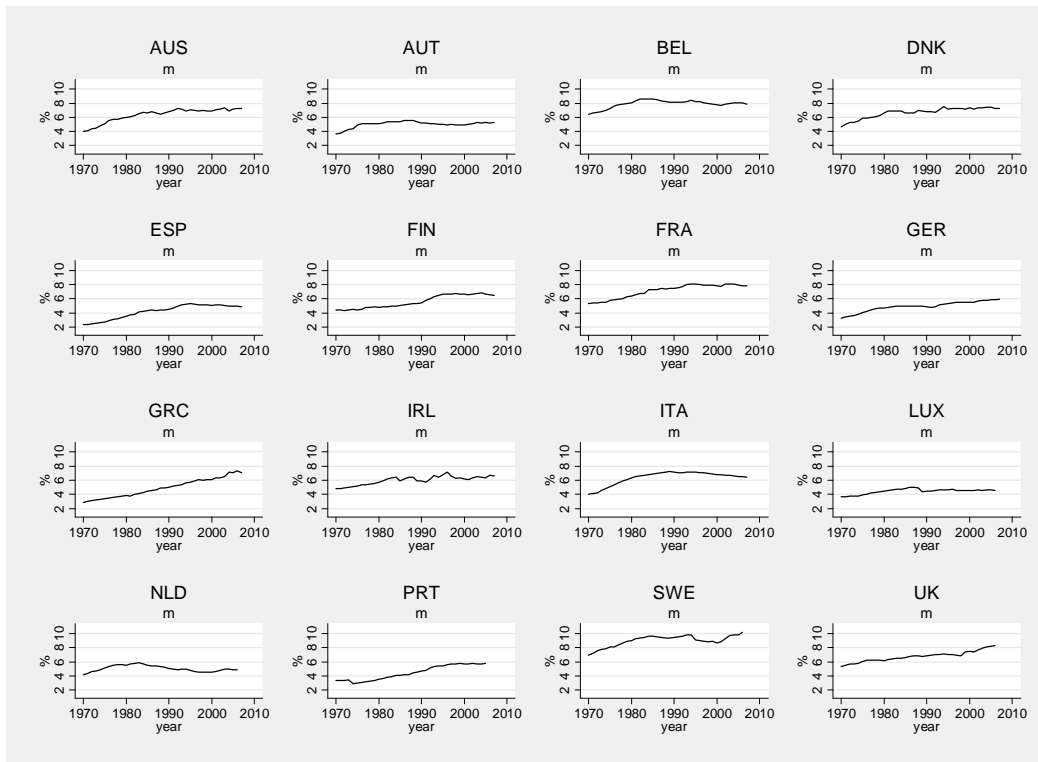 AUS AUT BEL DNK
m m m m
% 2 4 6 8 10 % 2 4 6 8 10 % 2 4 6 8 10 % 2 4 6 8 10
1970 1980 1990 2000 2010 1970 1980 1990 2000 2010 1970 1980 1990 2000 2010 1970 1980 1990 2000 2010
year year year year
ESP FIN FRA GER
m m m m
% 2 4 6 8 10 % 2 4 6 8 10 % 2 4 6 8 10 % 2 4 6 8 10
1970 1980 1990 2000 2010 1970 1980 1990 2000 2010 1970 1980 1990 2000 2010 1970 1980 1990 2000 2010
year year year year
GRC IRL ITA LUX
m m m m
% 2 4 6 8 10 % 2 4 6 8 10 % 2 4 6 8 10 % 2 4 6 8 10
1970 1980 1990 2000 2010 1970 1980 1990 2000 2010 1970 1980 1990 2000 2010 1970 1980 1990 2000 2010
year year year year
NLD PRT SWE UK
m m m m
% 2 4 6 8 10 % 2 4 6 8 10 % 2 4 6 8 10 % 2 4 6 8 10
1970 1980 1990 2000 2010 1970 1980 1990 2000 2010 1970 1980 1990 2000 2010 1970 1980 1990 2000 2010
year year year year